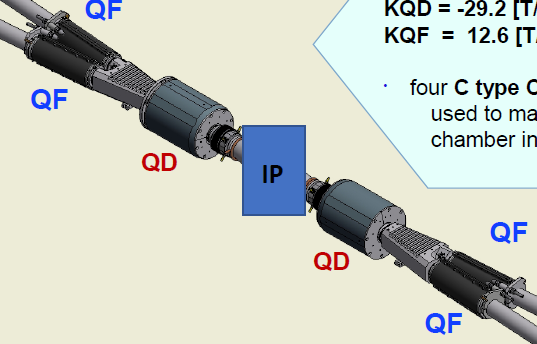 QF
KQD = -29.2 [T/
KQF = 12.6 [T/
QF
• four C type
used to ma
chamber in
QD
IP
QD
QF
QF